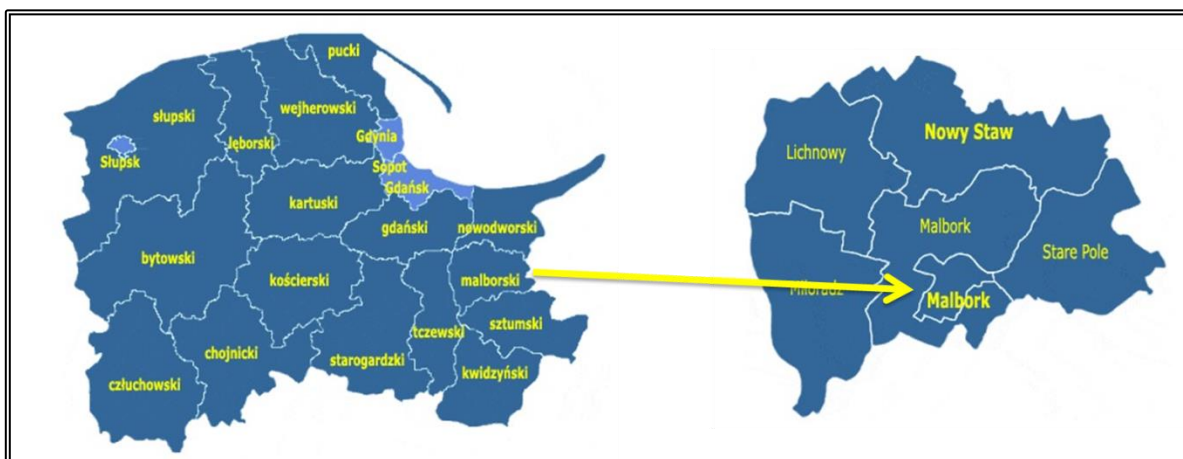 pucki
słupski
lęborski
wejherowski
Gdynia
Słupsk
Sopot
Gdańsk
kartuski
gdański
nowodworski
bytowski
kościerski
malborski
tczewski
sztumski
chojnicki
starogardzki
człuchowski
kwidzyński
Nowy Staw
Lichnowy
Malbork
Stare Pole
Miłoradz
Malbork